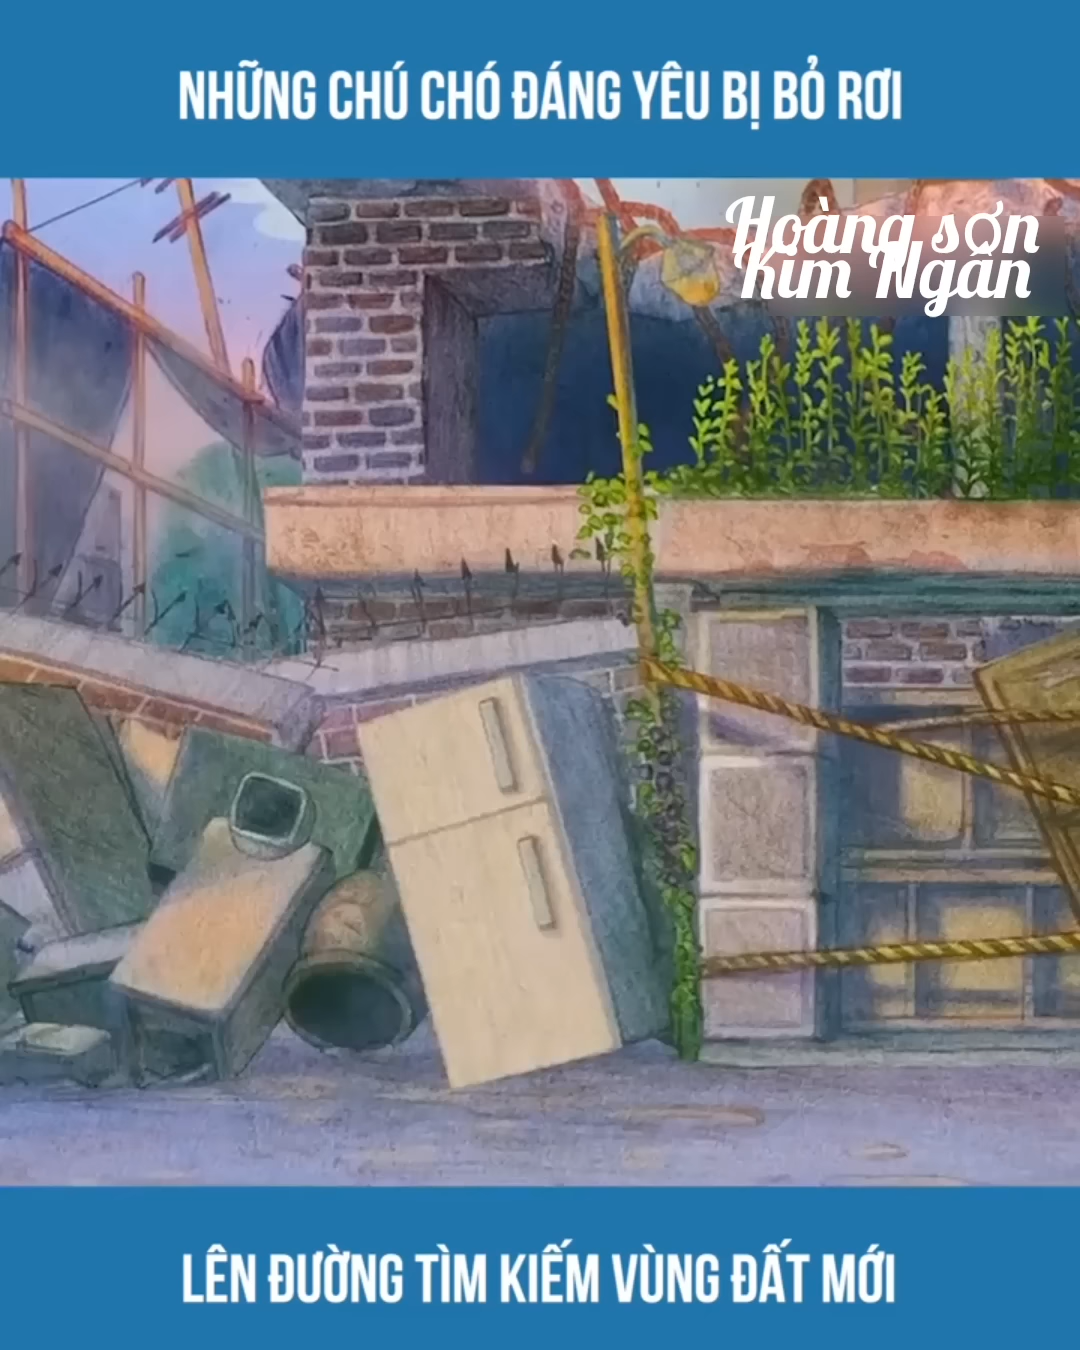 NHỮNG CHÚ CHÓ ĐÁNG YÊU BỊ BỎ RƠI
Hoàng sơn
Kim Ngân
LÊN ĐƯỜNG TÌM KIẾM VÙNG ĐẤT MỚI